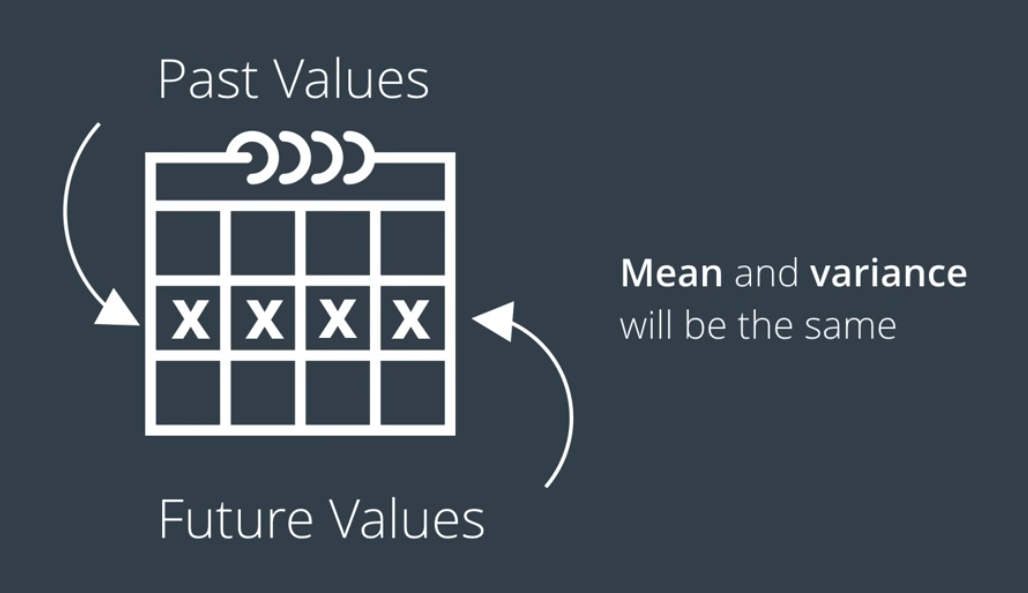 Past Values
X X X X
Mean and variance
will be the same
Future Values